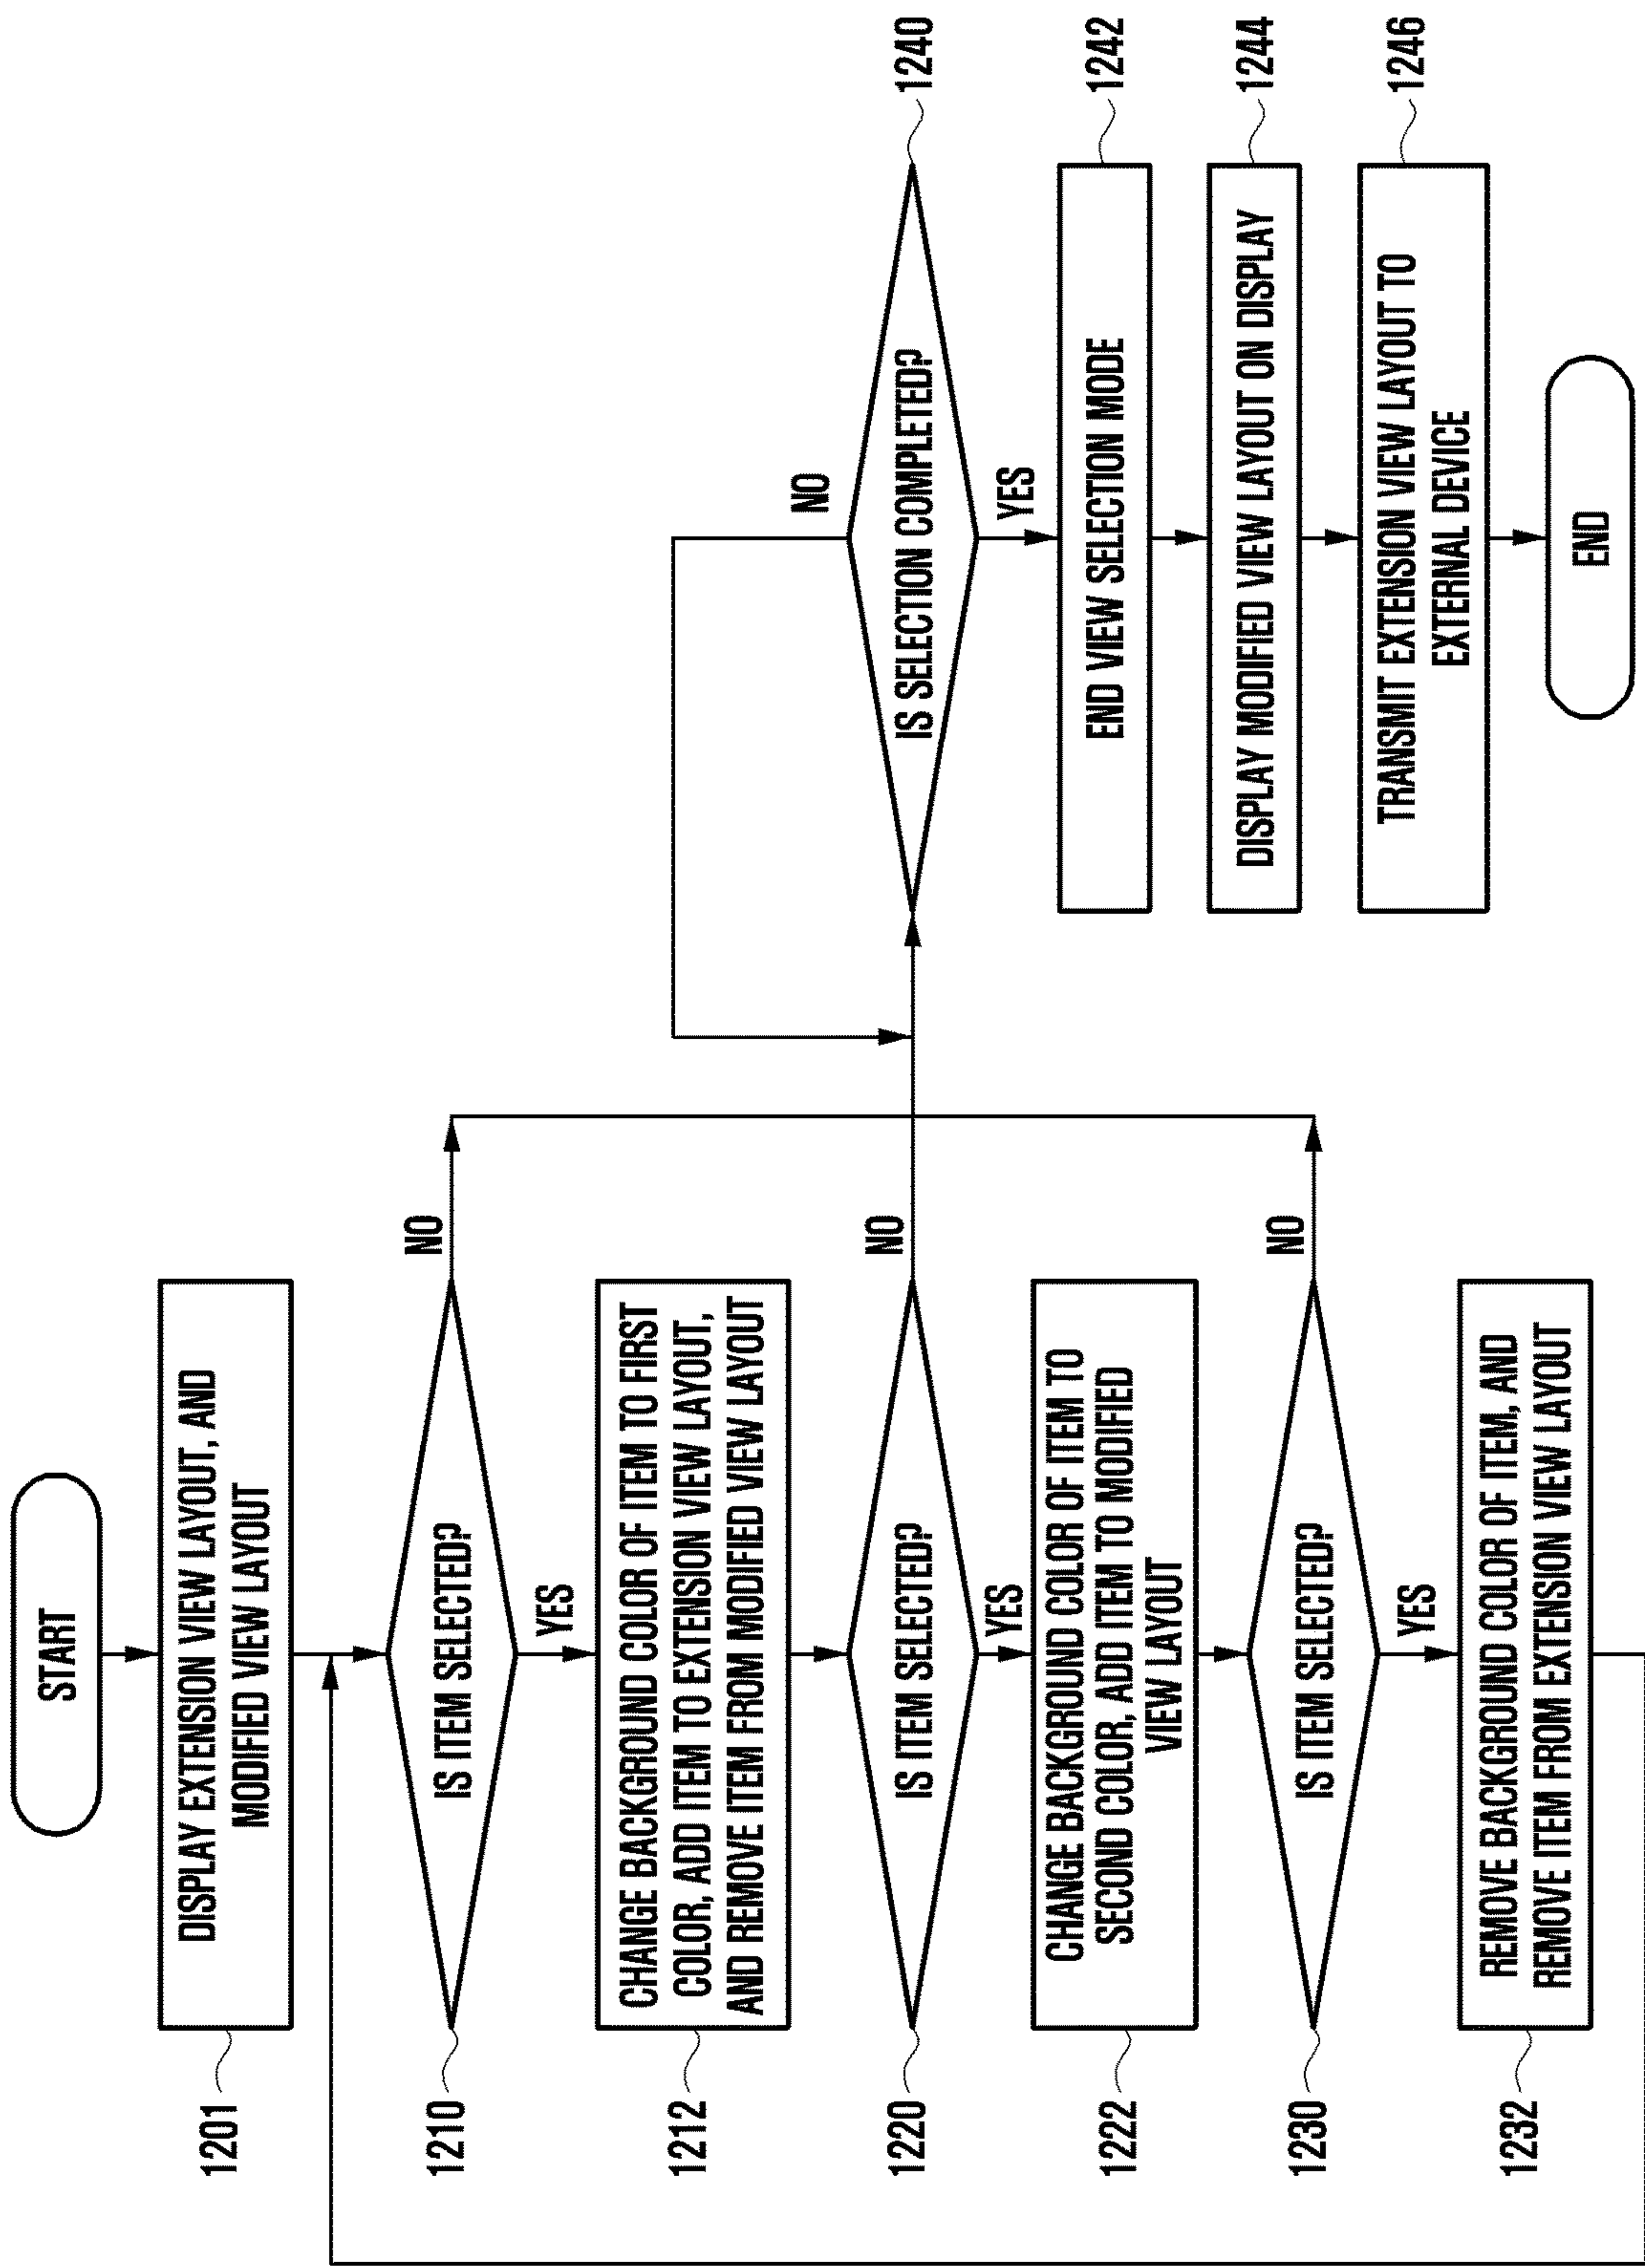 START
1201
DISPLAY EXTENSION VIEW LAYOUT, AND
MODIFIED VIEW LAYOUT
1210
IS ITEM SELECTED?
NO
YES
1212
CHANGE BACKGROUND COLOR OF ITEM TO FIRST
COLOR, ADD ITEM TO EXTENSION VIEW LAYOUT,
AND REMOVE ITEM FROM MODIFIED VIEW LAYOUT
1220
IS ITEM SELECTED?
NO
YES
1222
CHANGE BACKGROUND COLOR OF ITEM TO
SECOND COLOR, ADD ITEM TO MODIFIED
VIEW LAYOUT
1230
IS ITEM SELECTED?
NO
YES
1232
REMOVE BACKGROUND COLOR OF ITEM, AND
REMOVE ITEM FROM EXTENSION VIEW LAYOUT
NO
IS SELECTION COMPLETED?
1240
YES
END VIEW SELECTION MODE
1242
DISPLAY MODIFIED VIEW LAYOUT ON DISPLAY
1244
TRANSMIT EXTENSION VIEW LAYOUT TO
EXTERNAL DEVICE
1246
END